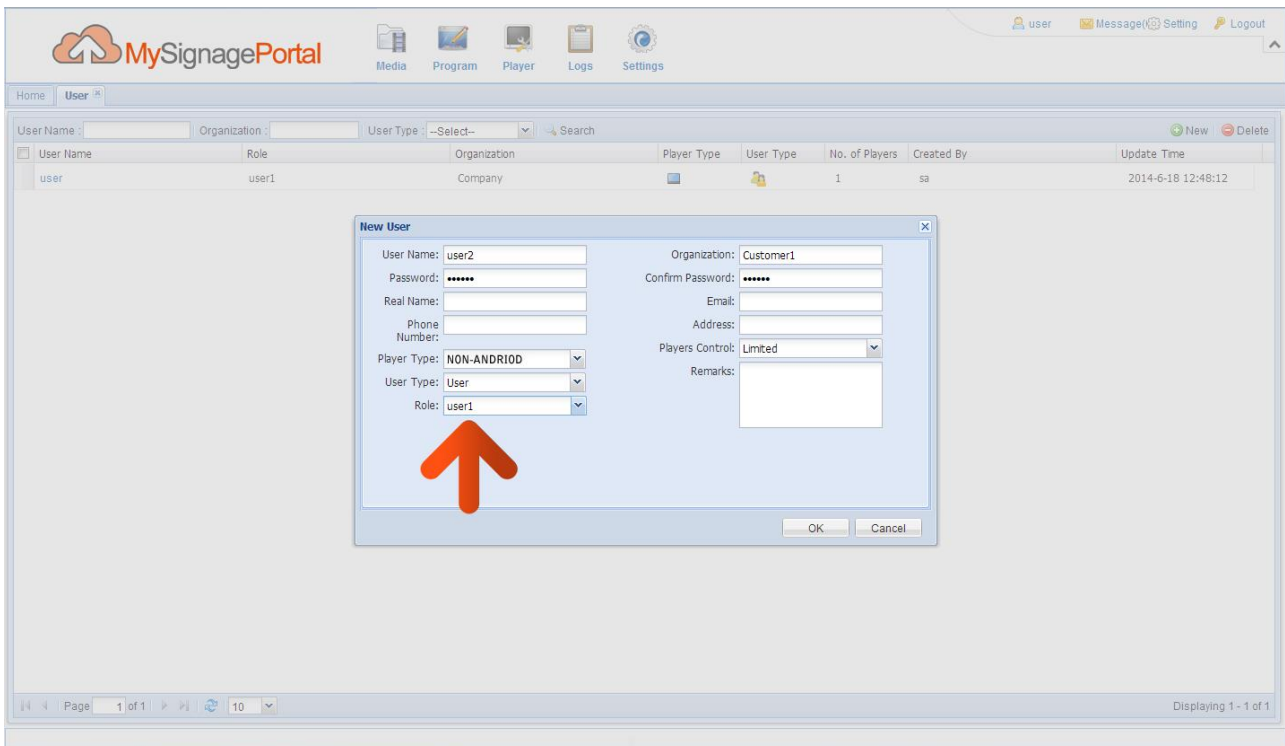 user Message(0) Setting Logout
MySignagePortal
Media Program Player Logs Settings
Home User
User Name : Organization : User Type : --Select-- Search New Delete
User Name Role Organization Player Type User Type No. of Players Created By Update Time
user user1 Company 1 sa 2014-6-18 12:48:12
New User
User Name: user2 Organization: Customer1
Password: •••••• Confirm Password: ••••••
Real Name: Email:
Phone Address:
Number:
Player Type: NON-ANDRIOD Players Control: Limited
User Type: User Remarks:
Role: user1
OK Cancel
Page 1 of 1 10 Displaying 1 - 1 of 1